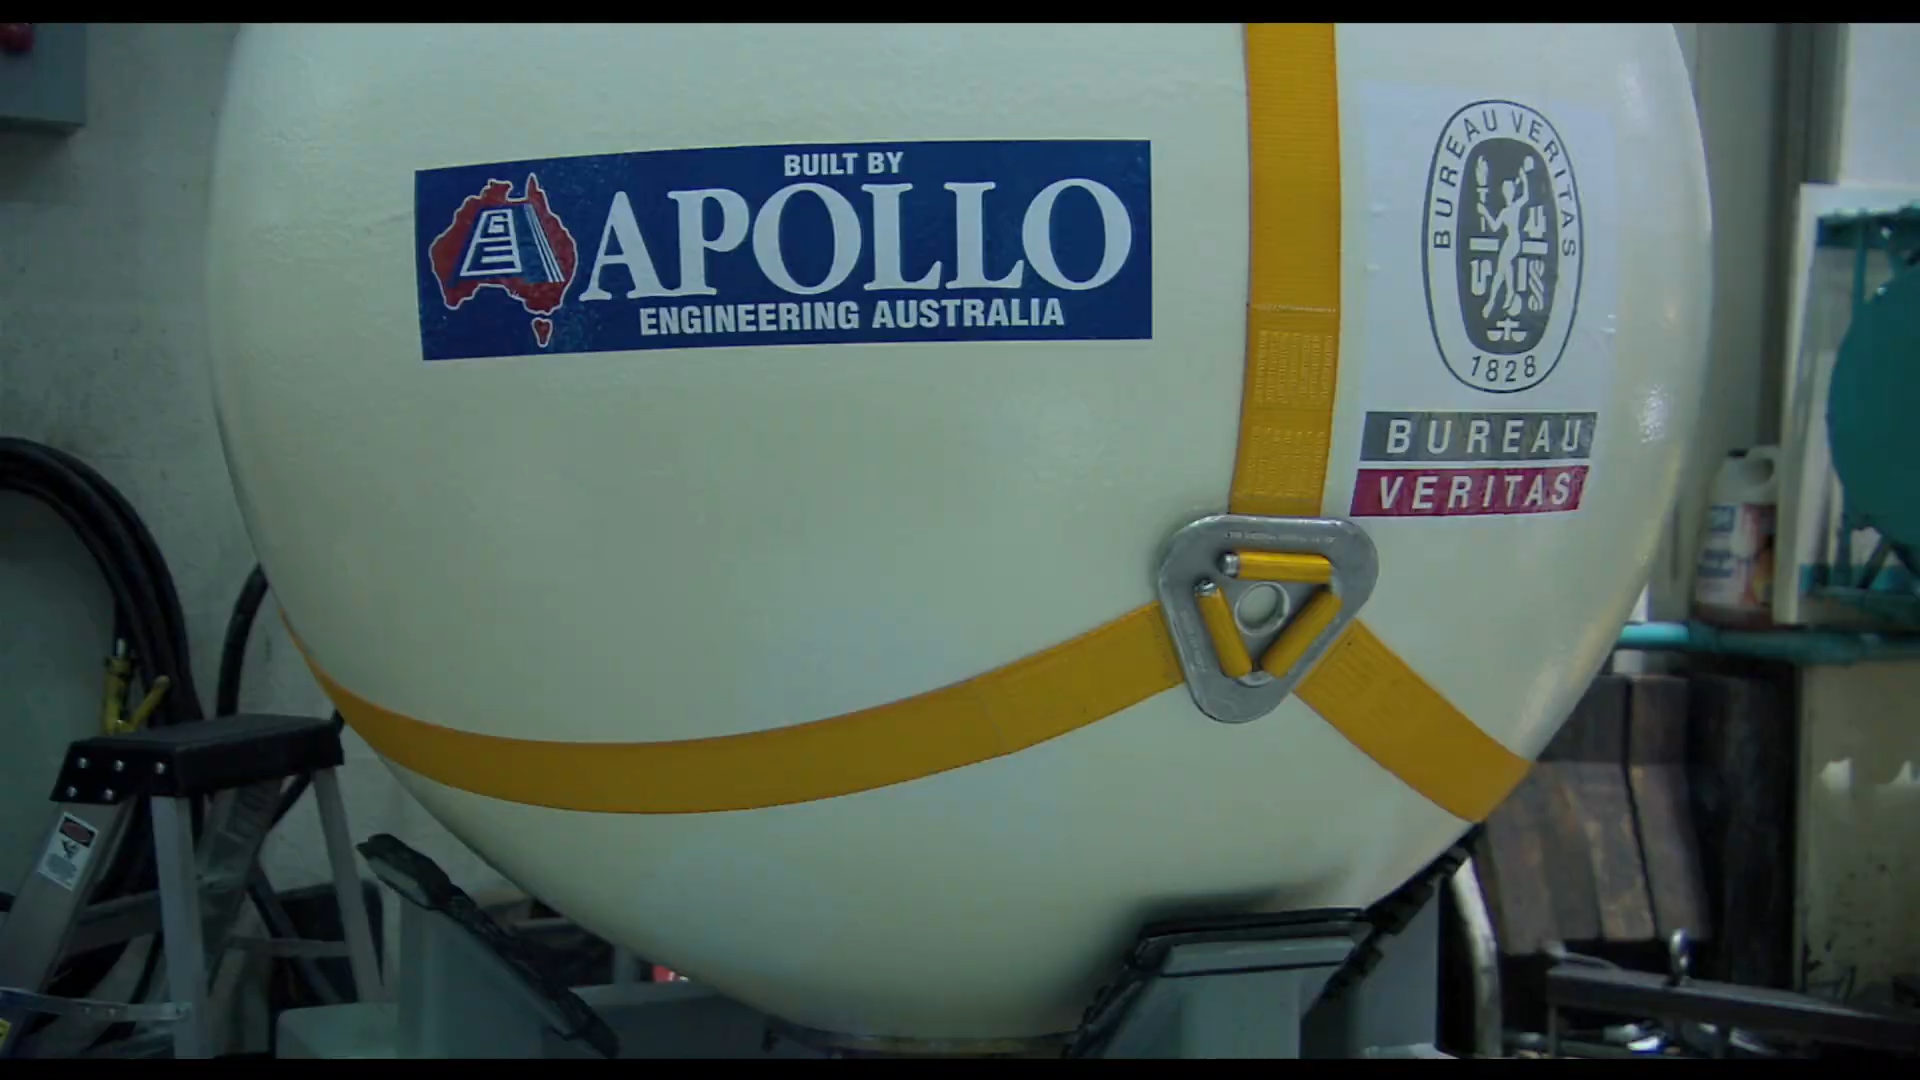 BUILT BY
APOLLO
ENGINEERING AUSTRALIA
BUREAU VERITAS
1828
BUREAU
VERITAS